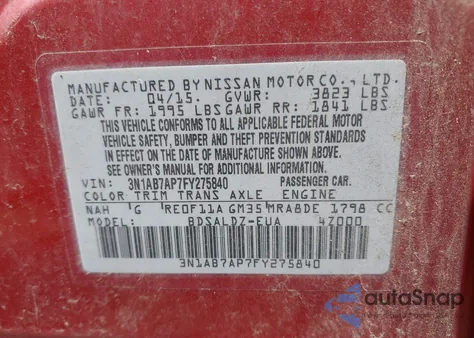 MANUFACTURED BY NISSAN MOTOR CO., LTD.
DATE: 04/15. GVWR: 3823 LBS
GAWR FR: 1995 LBS GAWR RR: 1841 LBS
THIS VEHICLE CONFORMS TO ALL APPLICABLE FEDERAL MOTOR
VEHICLE SAFETY, BUMPER AND THEFT PREVENTION STANDARDS
IN EFFECT ON THE DATE OF MANUFACTURE SHOWN ABOVE.
SEE OWNER'S MANUAL FOR ADDITIONAL INFORMATION.
VIN: 3N1AB7AP7FY275840 PASSENGER CAR.
COLOR TRIM TRANS AXLE ENGINE
NAH G RE0F11A GM35 MRA8DE 1798 CC
MODEL: BDSALDZ-EUA 4Z000
3N1AB7AP7FY275840
autoSnap